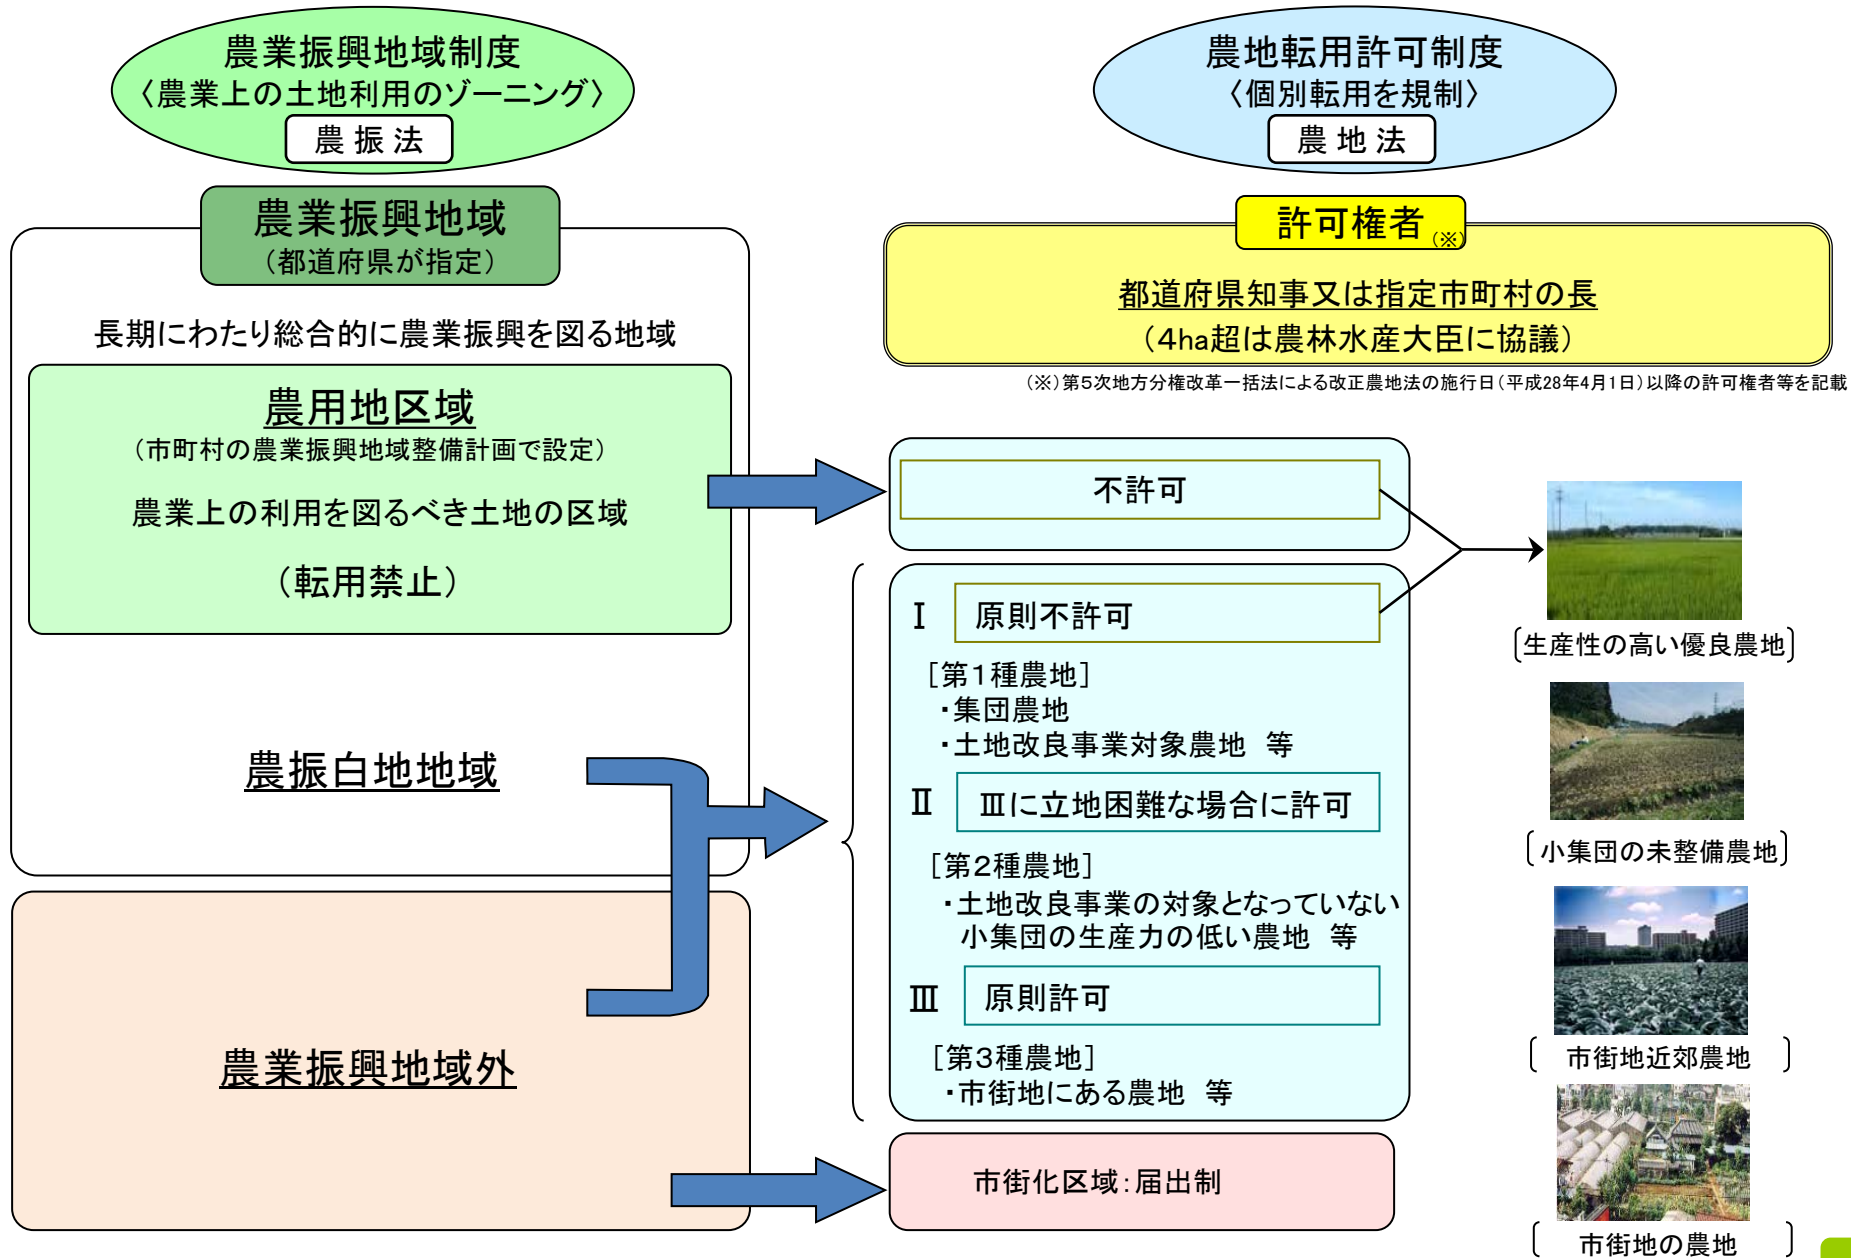 農業振興地域制度
〈農業上の土地利用のゾーニング〉
農振法
農業振興地域
（都道府県が指定）
長期にわたり総合的に農業振興を図る地域
農用地区域
（市町村の農業振興地域整備計画で設定）
農業上の利用を図るべき土地の区域
（転用禁止）
農振白地地域
農業振興地域外
農地転用許可制度
〈個別転用を規制〉
農地法
許可権者（※）
都道府県知事又は指定市町村の長
（4ha超は農林水産大臣に協議）
（※）第5次地方分権改革一括法による改正農地法の施行日（平成28年4月1日）以降の許可権者等を記載
不許可
Ⅰ 原則不許可
［第1種農地］
・集団農地
・土地改良事業対象農地 等
Ⅱ Ⅲに立地困難な場合に許可
［第2種農地］
・土地改良事業の対象となっていない
小集団の生産力の低い農地 等
Ⅲ 原則許可
［第3種農地］
・市街地にある農地 等
市街化区域：届出制
〔生産性の高い優良農地〕
〔小集団の未整備農地〕
〔市街地近郊農地〕
〔市街地の農地〕